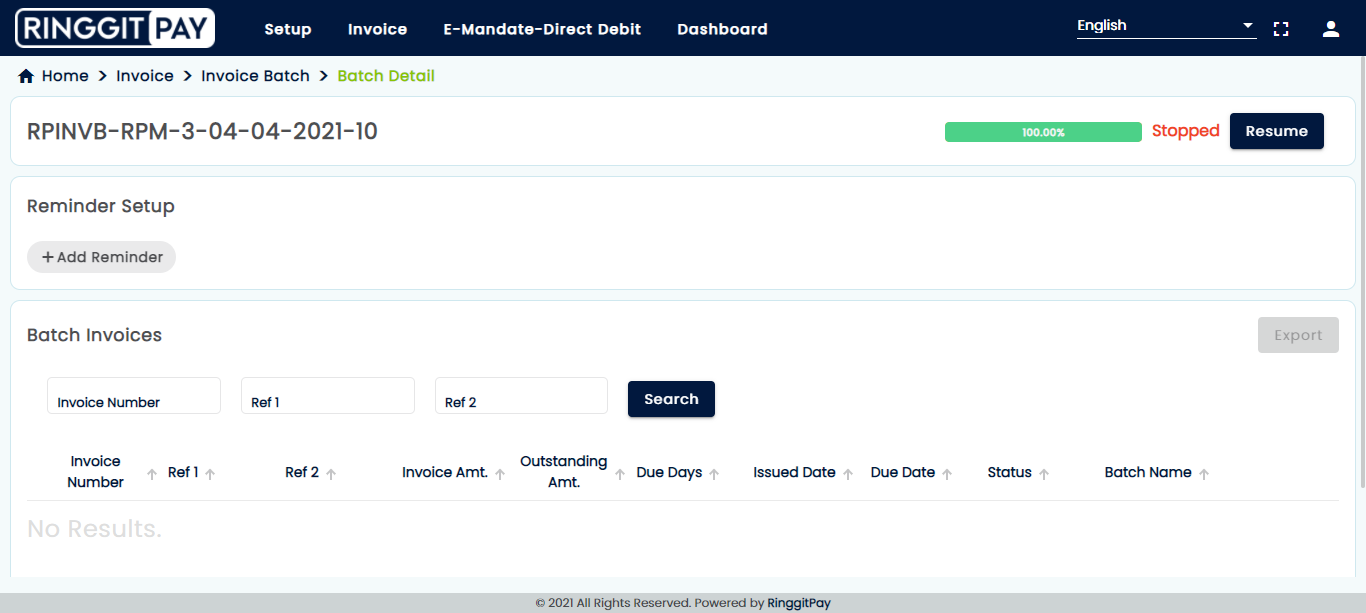 RINGGIT PAY Setup Invoice E-Mandate-Direct Debit Dashboard English
Home > Invoice > Invoice Batch > Batch Detail
RPINVB-RPM-3-04-04-2021-10 100.00% Stopped Resume
Reminder Setup
+ Add Reminder
Batch Invoices Export
Invoice Number Ref 1 Ref 2 Search
Invoice Number Ref 1 Ref 2 Invoice Amt. Outstanding Amt. Due Days Issued Date Due Date Status Batch Name
No Results.
© 2021 All Rights Reserved. Powered by RinggitPay